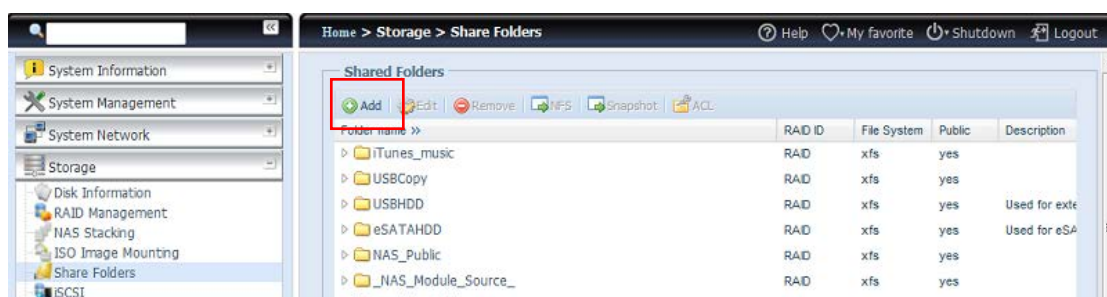 Home > Storage > Share Folders
Help My favorite Shutdown Logout
System Information
System Management
System Network
Storage
Disk Information
RAID Management
NAS Stacking
ISO Image Mounting
Share Folders
iSCSI
Shared Folders
Add Edit Remove NFS Snapshot ACL
Folder name » RAID ID File System Public Description
iTunes_music RAID xfs yes
USBCopy RAID xfs yes
USBHDD RAID xfs yes Used for exte
eSATAHDD RAID xfs yes Used for eSA
NAS_Public RAID xfs yes
_NAS_Module_Source_ RAID xfs yes